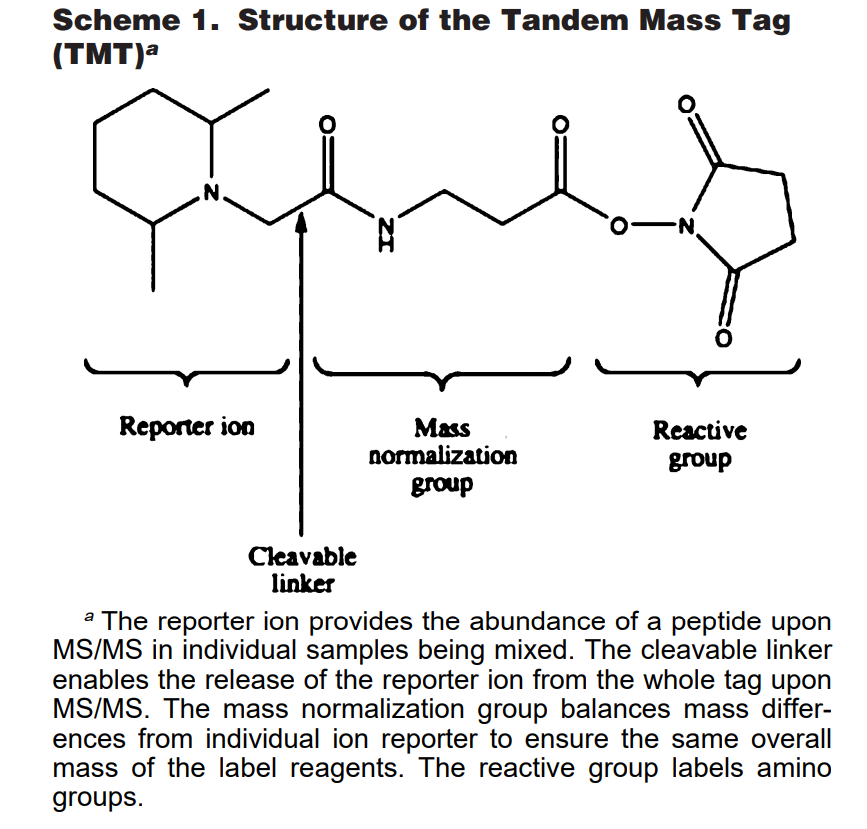 Scheme 1. Structure of the Tandem Mass Tag
(TMT)a
O
O
O
N
N
H
O
N
O
Reporter ion
Mass
normalization
group
Reactive
group
Cleavable
linker
a The reporter ion provides the abundance of a peptide upon
MS/MS in individual samples being mixed. The cleavable linker
enables the release of the reporter ion from the whole tag upon
MS/MS. The mass normalization group balances mass differ-
ences from individual ion reporter to ensure the same overall
mass of the label reagents. The reactive group labels amino
groups.